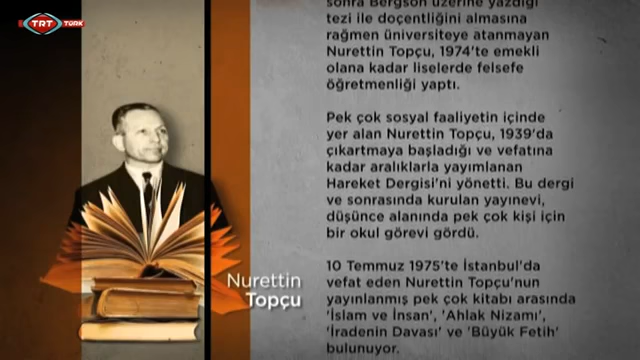 TRT TÜRK
sonra Bergson üzerine yazdığı
tezi ile doçentliğini almasına
rağmen üniversiteye atanmayan
Nurettin Topçu, 1974'te emekli
olana kadar liselerde felsefe
öğretmenliği yaptı.
Pek çok sosyal faaliyetin içinde
yer alan Nurettin Topçu, 1939'da
çıkartmaya başladığı ve vefatına
kadar aralıklarla yayımlanan
Hareket Dergisi'ni yönetti. Bu dergi
ve sonrasında kurulan yayınevi,
düşünce alanında pek çok kişi için
bir okul görevi gördü.
10 Temmuz 1975'te İstanbul'da
vefat eden Nurettin Topçu'nun
yayınlanmış pek çok kitabı arasında
'İslam ve İnsan', 'Ahlak Nizamı',
'İradenin Davası' ve 'Büyük Fetih'
bulunuyor.
Nurettin
Topçu